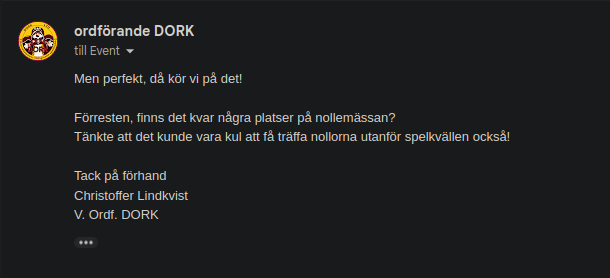 ordförande DORK
till Event
Men perfekt, då kör vi på det!
Förresten, finns det kvar några platser på nollemässan?
Tänkte att det kunde vara kul att få träffa nollorna utanför spelkvällen också!
Tack på förhand
Christoffer Lindkvist
V. Ordf. DORK